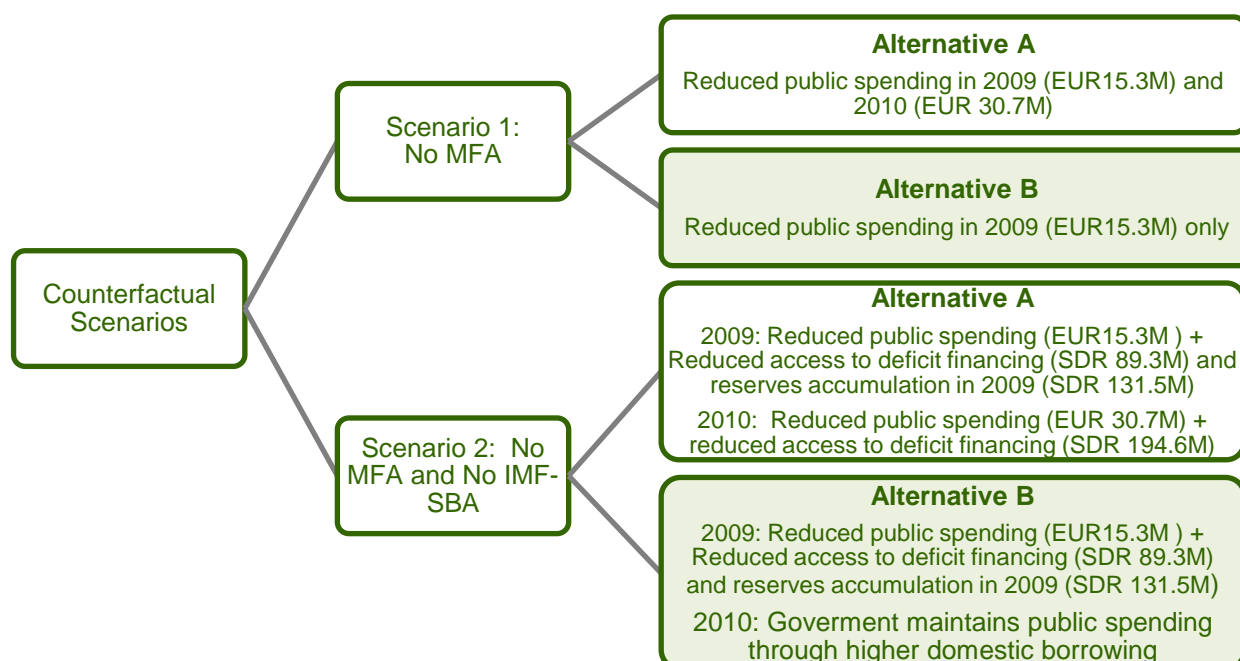 Counterfactual
Scenarios
Scenario 1:
No MFA
Alternative A
Reduced public spending in 2009 (EUR15.3M) and
2010 (EUR 30.7M)
Alternative B
Reduced public spending in 2009 (EUR15.3M) only
Scenario 2:  No
MFA and No IMF-
SBA
Alternative A
2009: Reduced public spending (EUR15.3M ) +
Reduced access to deficit financing (SDR 89.3M) and
reserves accumulation in 2009 (SDR 131.5M)
2010:  Reduced public spending (EUR 30.7M) +
reduced access to deficit financing (SDR 194.6M)
Alternative B
2009: Reduced public spending (EUR15.3M ) +
Reduced access to deficit financing (SDR 89.3M)
and reserves accumulation in 2009 (SDR 131.5M)
2010: Goverment maintains public spending
through higher domestic borrowing